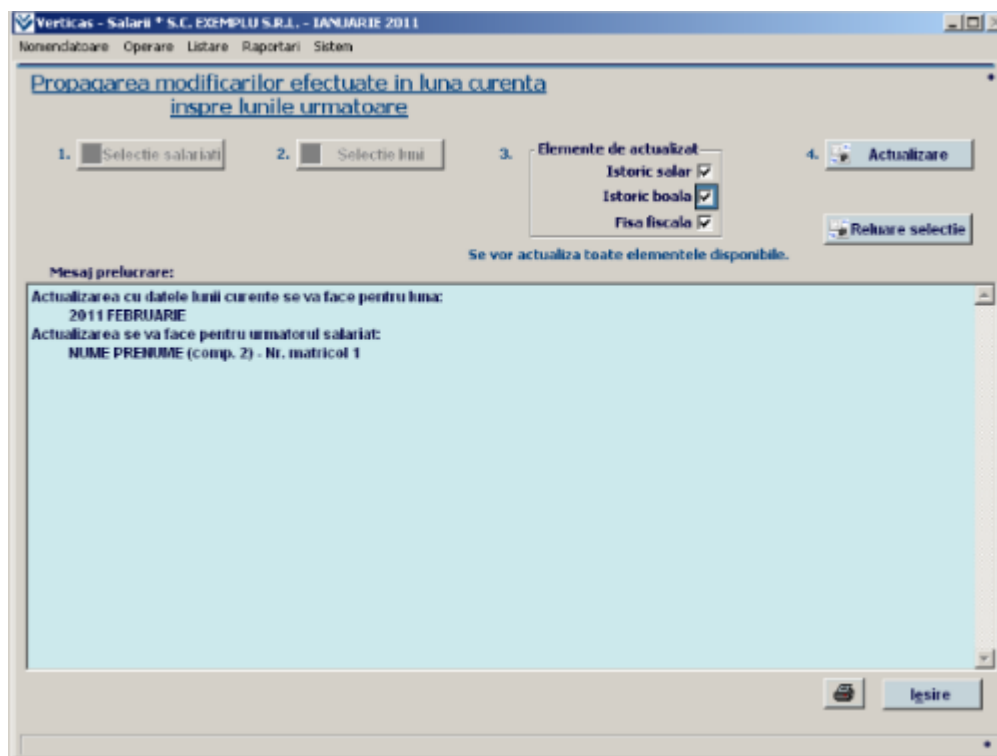 Verticas - Salarii * S.C. EXEMPLU S.R.L. - IANUARIE 2011
Nomenclatoare Operare Listare Raportari Sistem
Propagarea modificarilor efectuate in luna curenta
inspre lunile urmatoare
1. Selectie salariati
2. Selectie luni
3. Elemente de actualizat
Istoric salar
Istoric boala
Fisa fiscala
4. Actualizare
Reluare selectie
Se vor actualiza toate elementele disponibile.
Mesaj prelucrare:
Actualizarea cu datele lunii curente se va face pentru luna:
2011 FEBRUARIE
Actualizarea se va face pentru urmatorul salariat:
NUME PRENUME (comp. 2) - Nr. matricol 1
Iesire